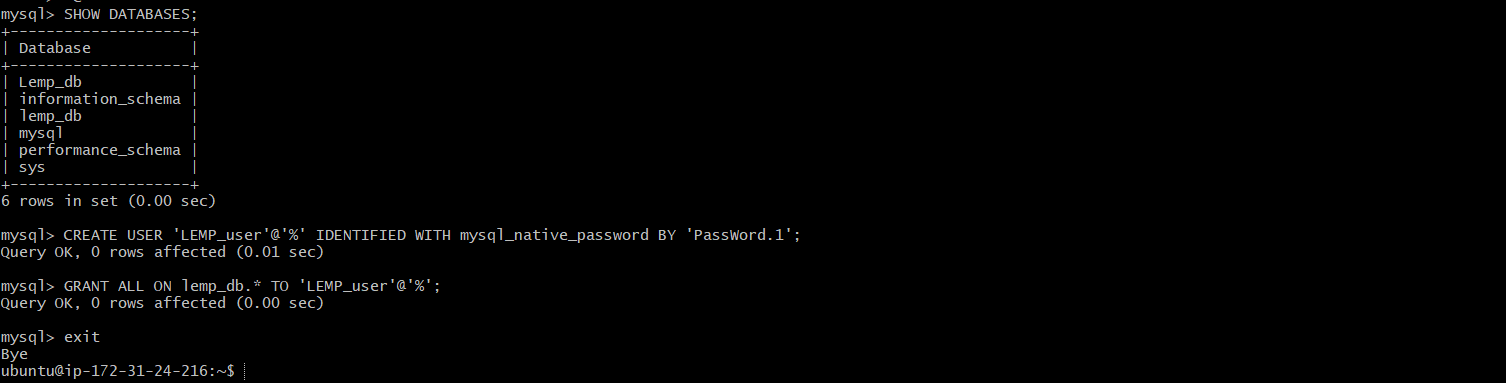 mysql> SHOW DATABASES;
+--------------------+
| Database           |
+--------------------+
| Lemp_db            |
| information_schema |
| lemp_db            |
| mysql              |
| performance_schema |
| sys                |
+--------------------+
6 rows in set (0.00 sec)
mysql> CREATE USER 'LEMP_user'@'%' IDENTIFIED WITH mysql_native_password BY 'PassWord.1';
Query OK, 0 rows affected (0.01 sec)
mysql> GRANT ALL ON lemp_db.* TO 'LEMP_user'@'%';
Query OK, 0 rows affected (0.00 sec)
mysql> exit
Bye
ubuntu@ip-172-31-24-216:~$